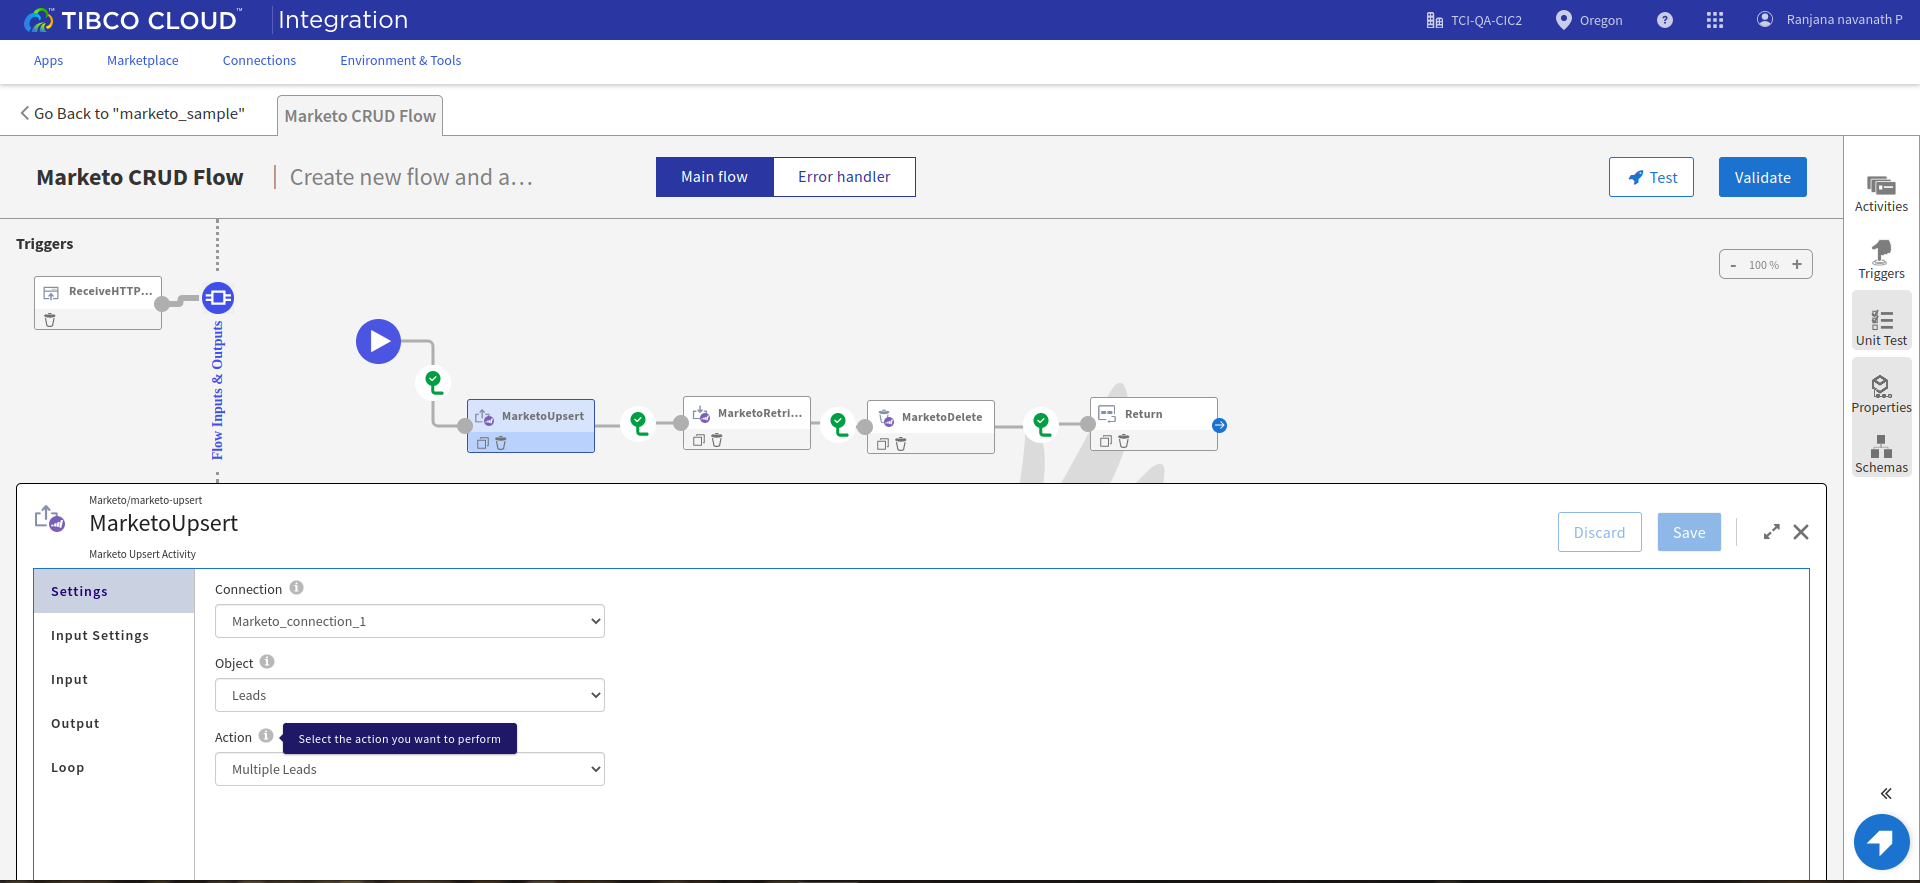 TIBCO CLOUD™ Integration
TCI-QA-CIC2
Oregon
?
Ranjana navanath P
Apps
Marketplace
Connections
Environment & Tools
Go Back to "marketo_sample"
Marketo CRUD Flow
Marketo CRUD Flow
Create new flow and a...
Main flow
Error handler
Test
Validate
Triggers
ReceiveHTTP...
Flow Inputs & Outputs
- 100 % +
MarketoUpsert
MarketoRetri...
MarketoDelete
Return
Activities
Triggers
Unit Test
Properties
Schemas
Marketo/marketo-upsert
MarketoUpsert
Marketo Upsert Activity
Discard
Save
Settings
Input Settings
Input
Output
Loop
Connection
Marketo_connection_1
Object
Leads
Action
Select the action you want to perform
Multiple Leads